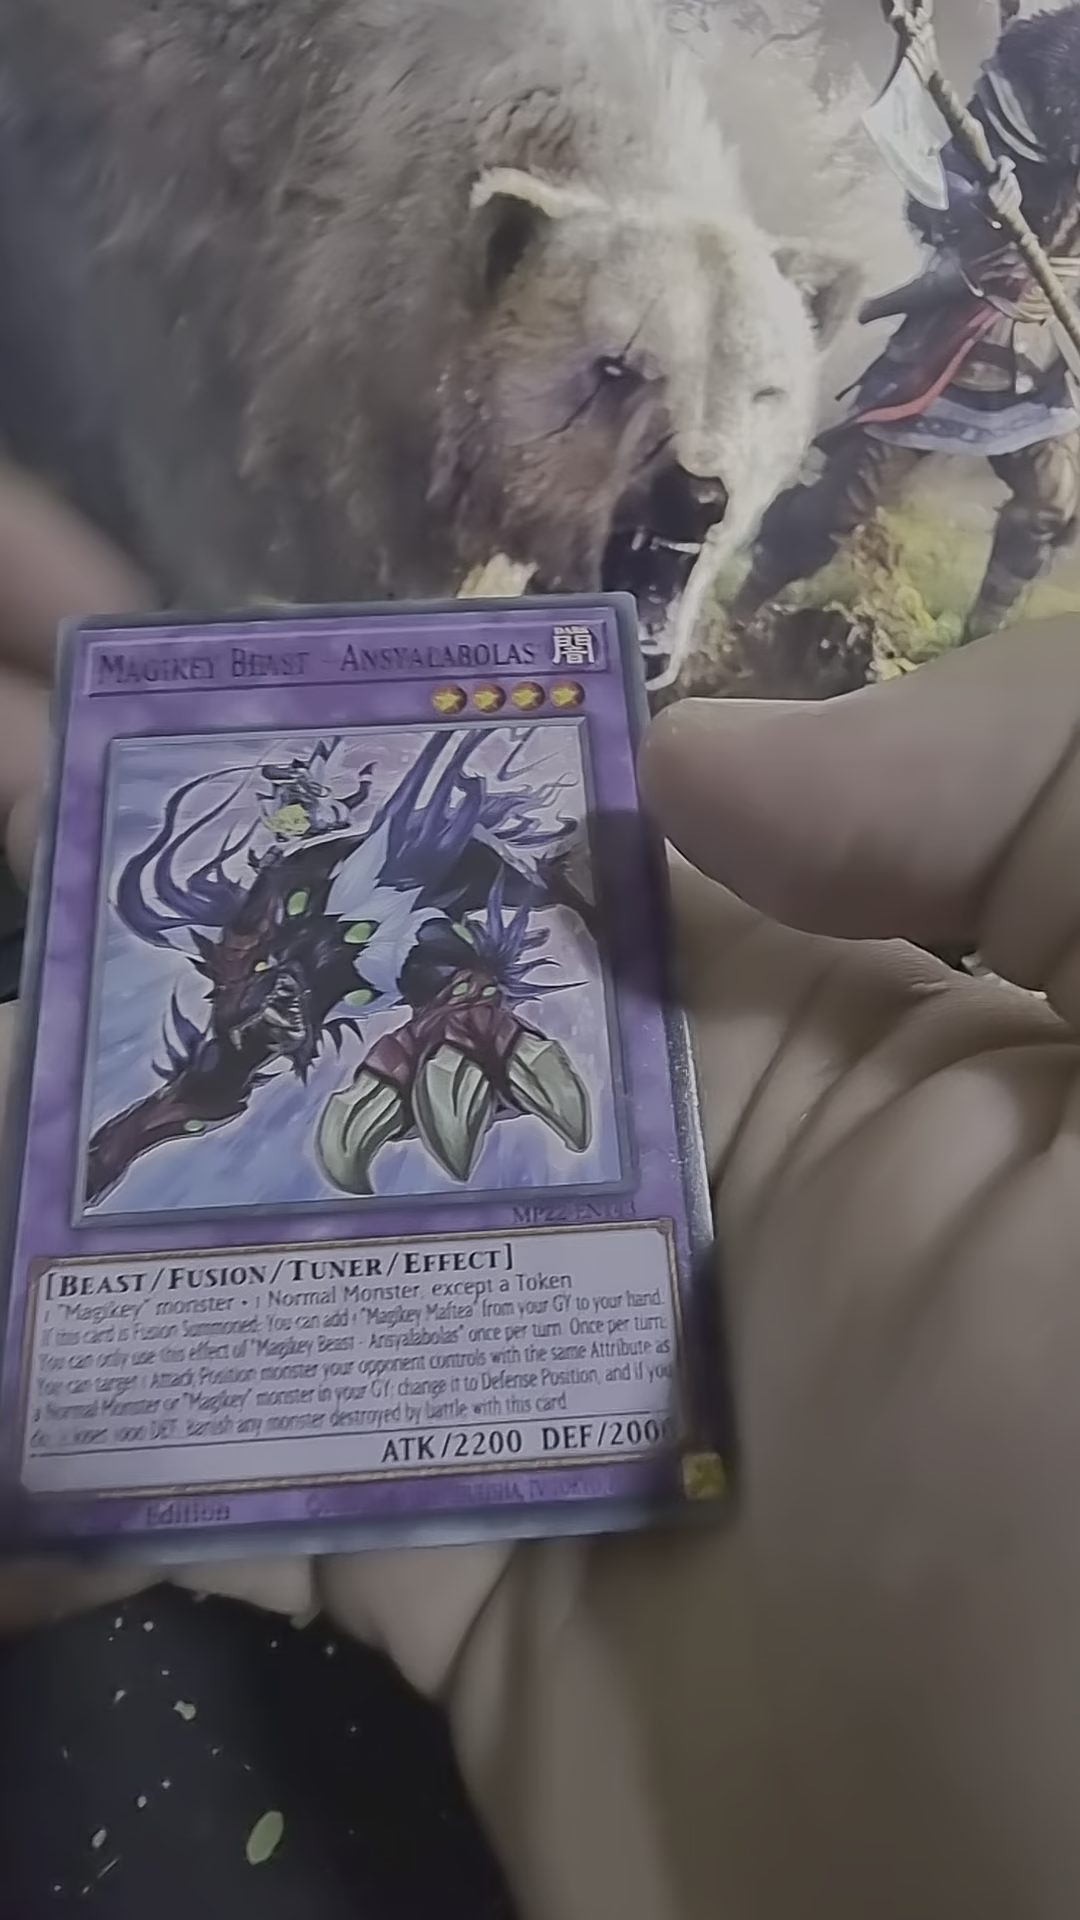 MAGIKEY BEAST - ANSYALABOLAS
DARK
闇
[BEAST/FUSION/TUNER/EFFECT]
1 "Magikey" monster + 1 Normal Monster, except a Token
If this card is Fusion Summoned: You can add 1 "Magikey Maftea" from your GY to your hand.
You can only use this effect of "Magikey Beast - Ansyalabolas" once per turn. Once per turn:
You can target 1 Attack Position monster your opponent controls with the same Attribute as
a Normal Monster or "Magikey" monster in your GY; change it to Defense Position, and if you
do, it loses 1000 DEF. Banish any monster destroyed by battle with this card.
ATK/2200 DEF/200
Edition